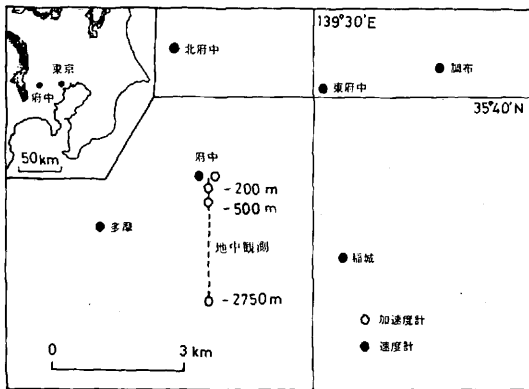 139°30'E
北府中
調布
東京
東府中
府中
35°40'N
50km
府中
-200 m
-500 m
多摩
地中観測
稲城
-2750 m
加速度計
0 3 km
速度計